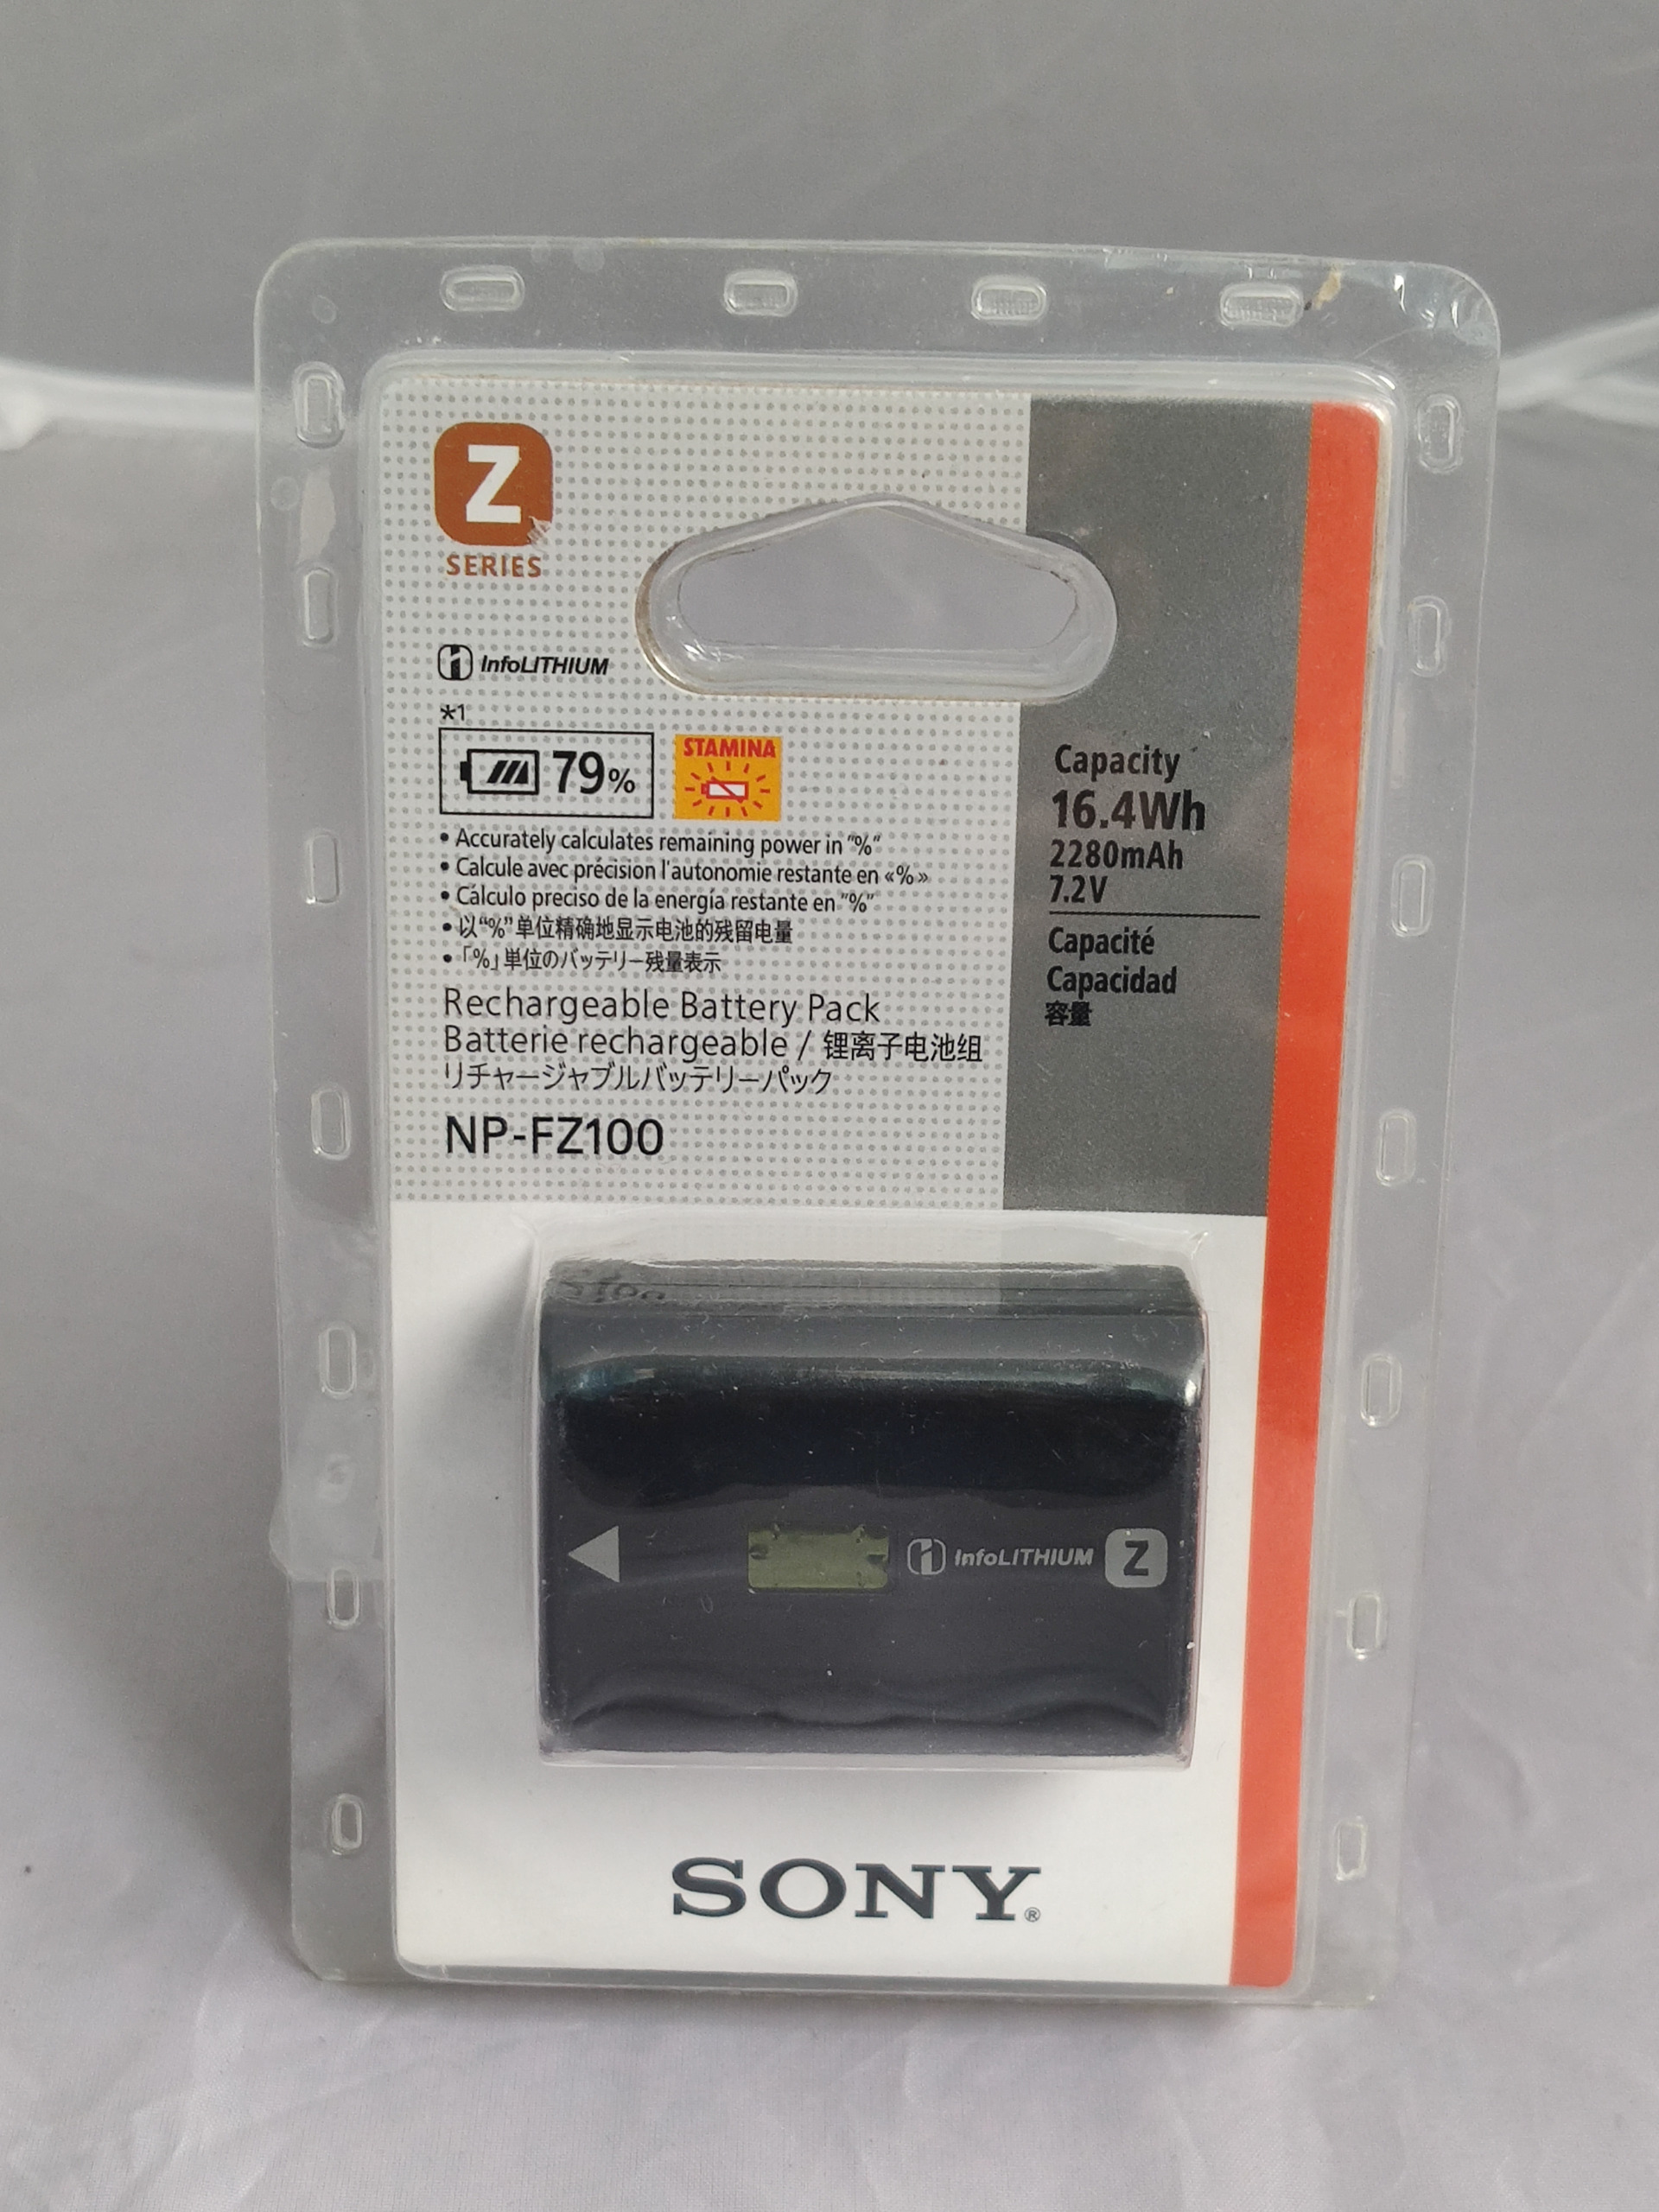 Z
SERIES
i InfoLITHIUM
*1
79%
STAMINA
• Accurately calculates remaining power in "%"
• Calcule avec précision l'autonomie restante en «%»
• Cálculo preciso de la energía restante en "%"
• 以“%”单位精确地显示电池的残留电量
• 「%」単位のバッテリー残量表示
Rechargeable Battery Pack
Batterie rechargeable / 锂离子电池组
リチャージャブルバッテリーパック
NP-FZ100
Capacity
16.4Wh
2280mAh
7.2V
Capacité
Capacidad
容量
i InfoLITHIUM Z
SONY®